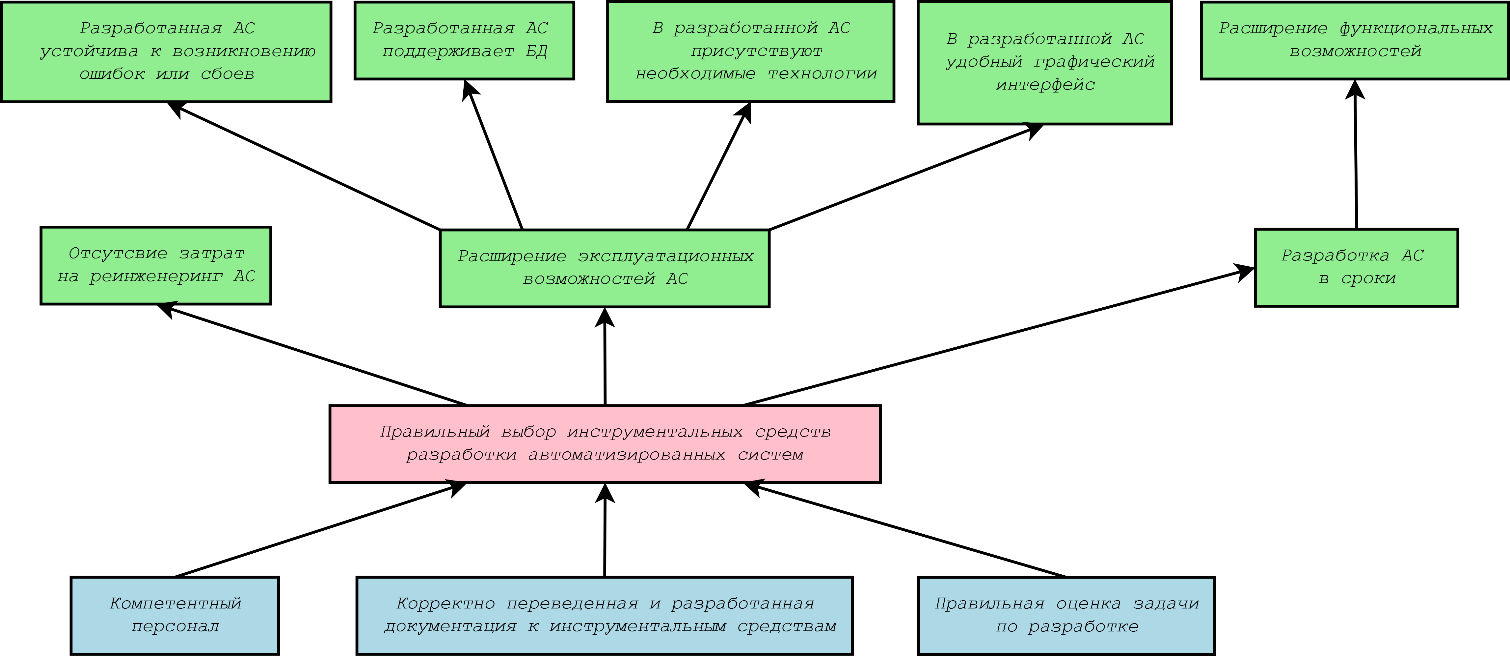 Разработанная АС
устойчива к возникновению
ошибок или сбоев
Разработанная АС
поддерживает БД
В разработанной АС
присутствуют
необходимые технологии
В разработанной АС
удобный графический
интерфейс
Расширение функциональных
возможностей
Отсутсвие затрат
на реинженеринг АС
Расширение эксплуатационных
возможностей АС
Разработка АС
в сроки
Правильный выбор инструментальных средств
разработки автоматизированных систем
Компетентный
персонал
Корректно переведенная и разработанная
документация к инструментальным средствам
Правильная оценка задачи
по разработке